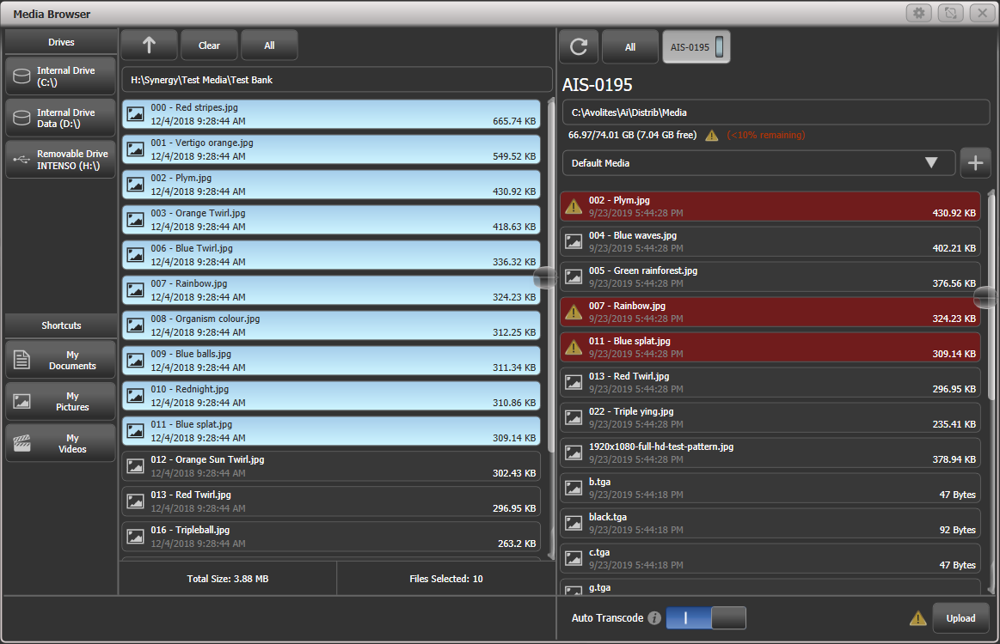 Media Browser
Drives
Internal Drive
(C:\)
Internal Drive
Data (D:\)
Removable Drive
INTENSO (H:\)
Shortcuts
My
Documents
My
Pictures
My
Videos
Clear
All
H:\Synergy\Test Media\Test Bank
000 - Red stripes.jpg
12/4/2018 9:28:44 AM
665.74 KB
001 - Vertigo orange.jpg
12/4/2018 9:28:44 AM
549.52 KB
002 - Plym.jpg
12/4/2018 9:28:44 AM
430.92 KB
003 - Orange Twirl.jpg
12/4/2018 9:28:44 AM
418.63 KB
006 - Blue Twirl.jpg
12/4/2018 9:28:44 AM
336.32 KB
007 - Rainbow.jpg
12/4/2018 9:28:44 AM
324.23 KB
008 - Organism colour.jpg
12/4/2018 9:28:44 AM
312.25 KB
009 - Blue balls.jpg
12/4/2018 9:28:44 AM
311.34 KB
010 - Rednight.jpg
12/4/2018 9:28:44 AM
310.86 KB
011 - Blue splat.jpg
12/4/2018 9:28:44 AM
309.14 KB
012 - Orange Sun Twirl.jpg
12/4/2018 9:28:44 AM
302.43 KB
013 - Red Twirl.jpg
12/4/2018 9:28:44 AM
296.95 KB
016 - Tripleball.jpg
12/4/2018 9:28:44 AM
263.2 KB
Total Size: 3.88 MB
Files Selected: 10
All
AIS-0195
AIS-0195
C:\Avolites\Ai\Distrib\Media
66.97/74.01 GB (7.04 GB free)
(<10% remaining)
Default Media
002 - Plym.jpg
9/23/2019 5:44:28 PM
430.92 KB
004 - Blue waves.jpg
9/23/2019 5:44:28 PM
402.21 KB
005 - Green rainforest.jpg
9/23/2019 5:44:28 PM
376.56 KB
007 - Rainbow.jpg
9/23/2019 5:44:28 PM
324.23 KB
011 - Blue splat.jpg
9/23/2019 5:44:28 PM
309.14 KB
013 - Red Twirl.jpg
9/23/2019 5:44:28 PM
296.95 KB
022 - Triple ying.jpg
9/23/2019 5:44:28 PM
235.41 KB
1920x1080-full-hd-test-pattern.jpg
9/23/2019 5:44:28 PM
378.94 KB
b.tga
9/23/2019 5:44:18 PM
47 Bytes
black.tga
9/23/2019 5:44:18 PM
92 Bytes
c.tga
9/23/2019 5:44:18 PM
47 Bytes
g.tga
Auto Transcode
Upload